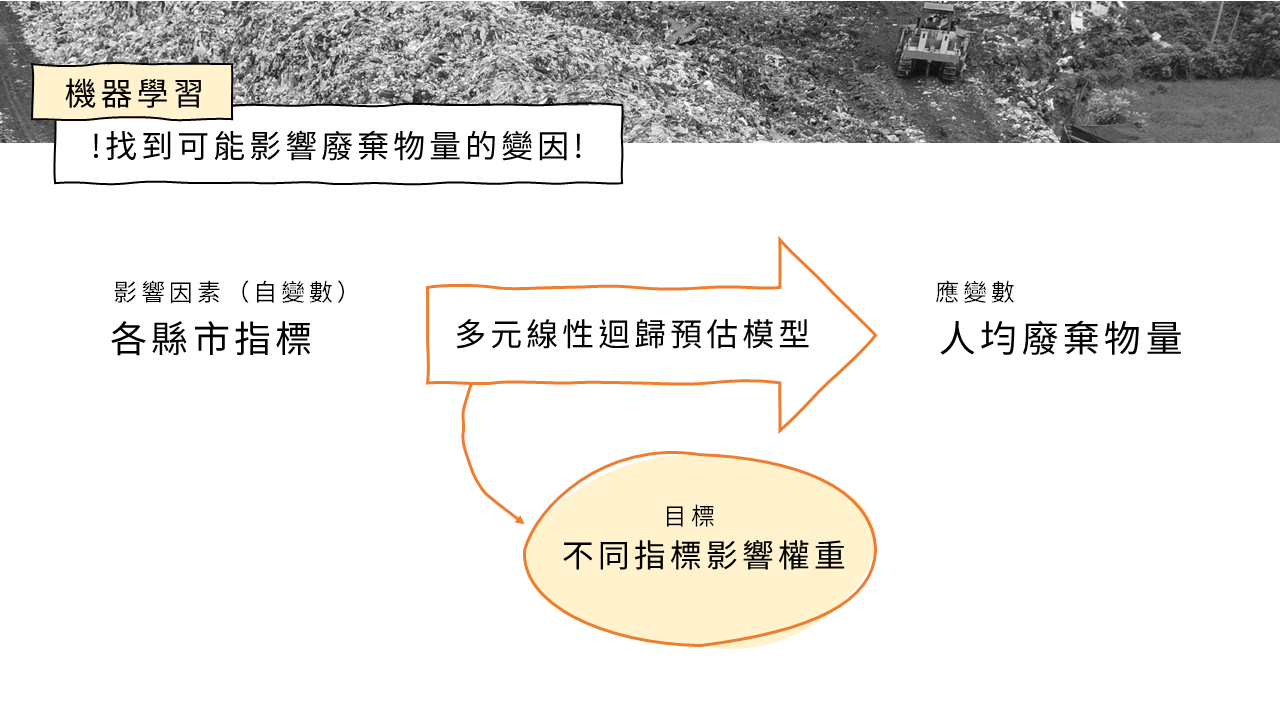 機器學習
!找到可能影響廢棄物量的變因!
影響因素（自變數）
各縣市指標
多元線性迴歸預估模型
應變數
人均廢棄物量
目標
不同指標影響權重